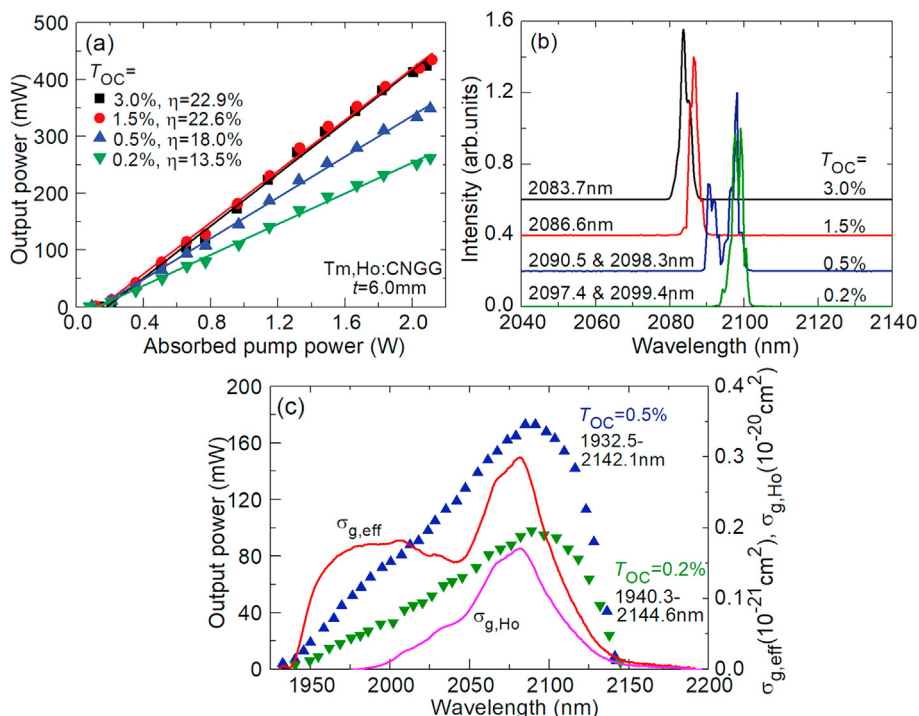 (a)
T_OC=
3.0%, η=22.9%
1.5%, η=22.6%
0.5%, η=18.0%
0.2%, η=13.5%
Tm,Ho:CNGG
t=6.0mm
Output power (mW)
500
400
300
200
100
0
0.0 0.4 0.8 1.2 1.6 2.0
Absorbed pump power (W)
(b)
T_OC=
2083.7nm 3.0%
2086.6nm 1.5%
2090.5 & 2098.3nm 0.5%
2097.4 & 2099.4nm 0.2%
Intensity (arb.units)
1.6
1.2
0.8
0.4
0.0
2040 2060 2080 2100 2120 2140
Wavelength (nm)
(c)
T_OC=0.5%
1932.5-
2142.1nm
σ_g,eff
T_OC=0.2%
1940.3-
2144.6nm
σ_g,Ho
Output power (mW)
200
160
120
80
40
0
1950 2000 2050 2100 2150 2200
Wavelength (nm)
0.4
0.3
0.2
0.1
0.0
σ_g,eff(10⁻²¹cm²), σ_g,Ho(10⁻²⁰cm²)